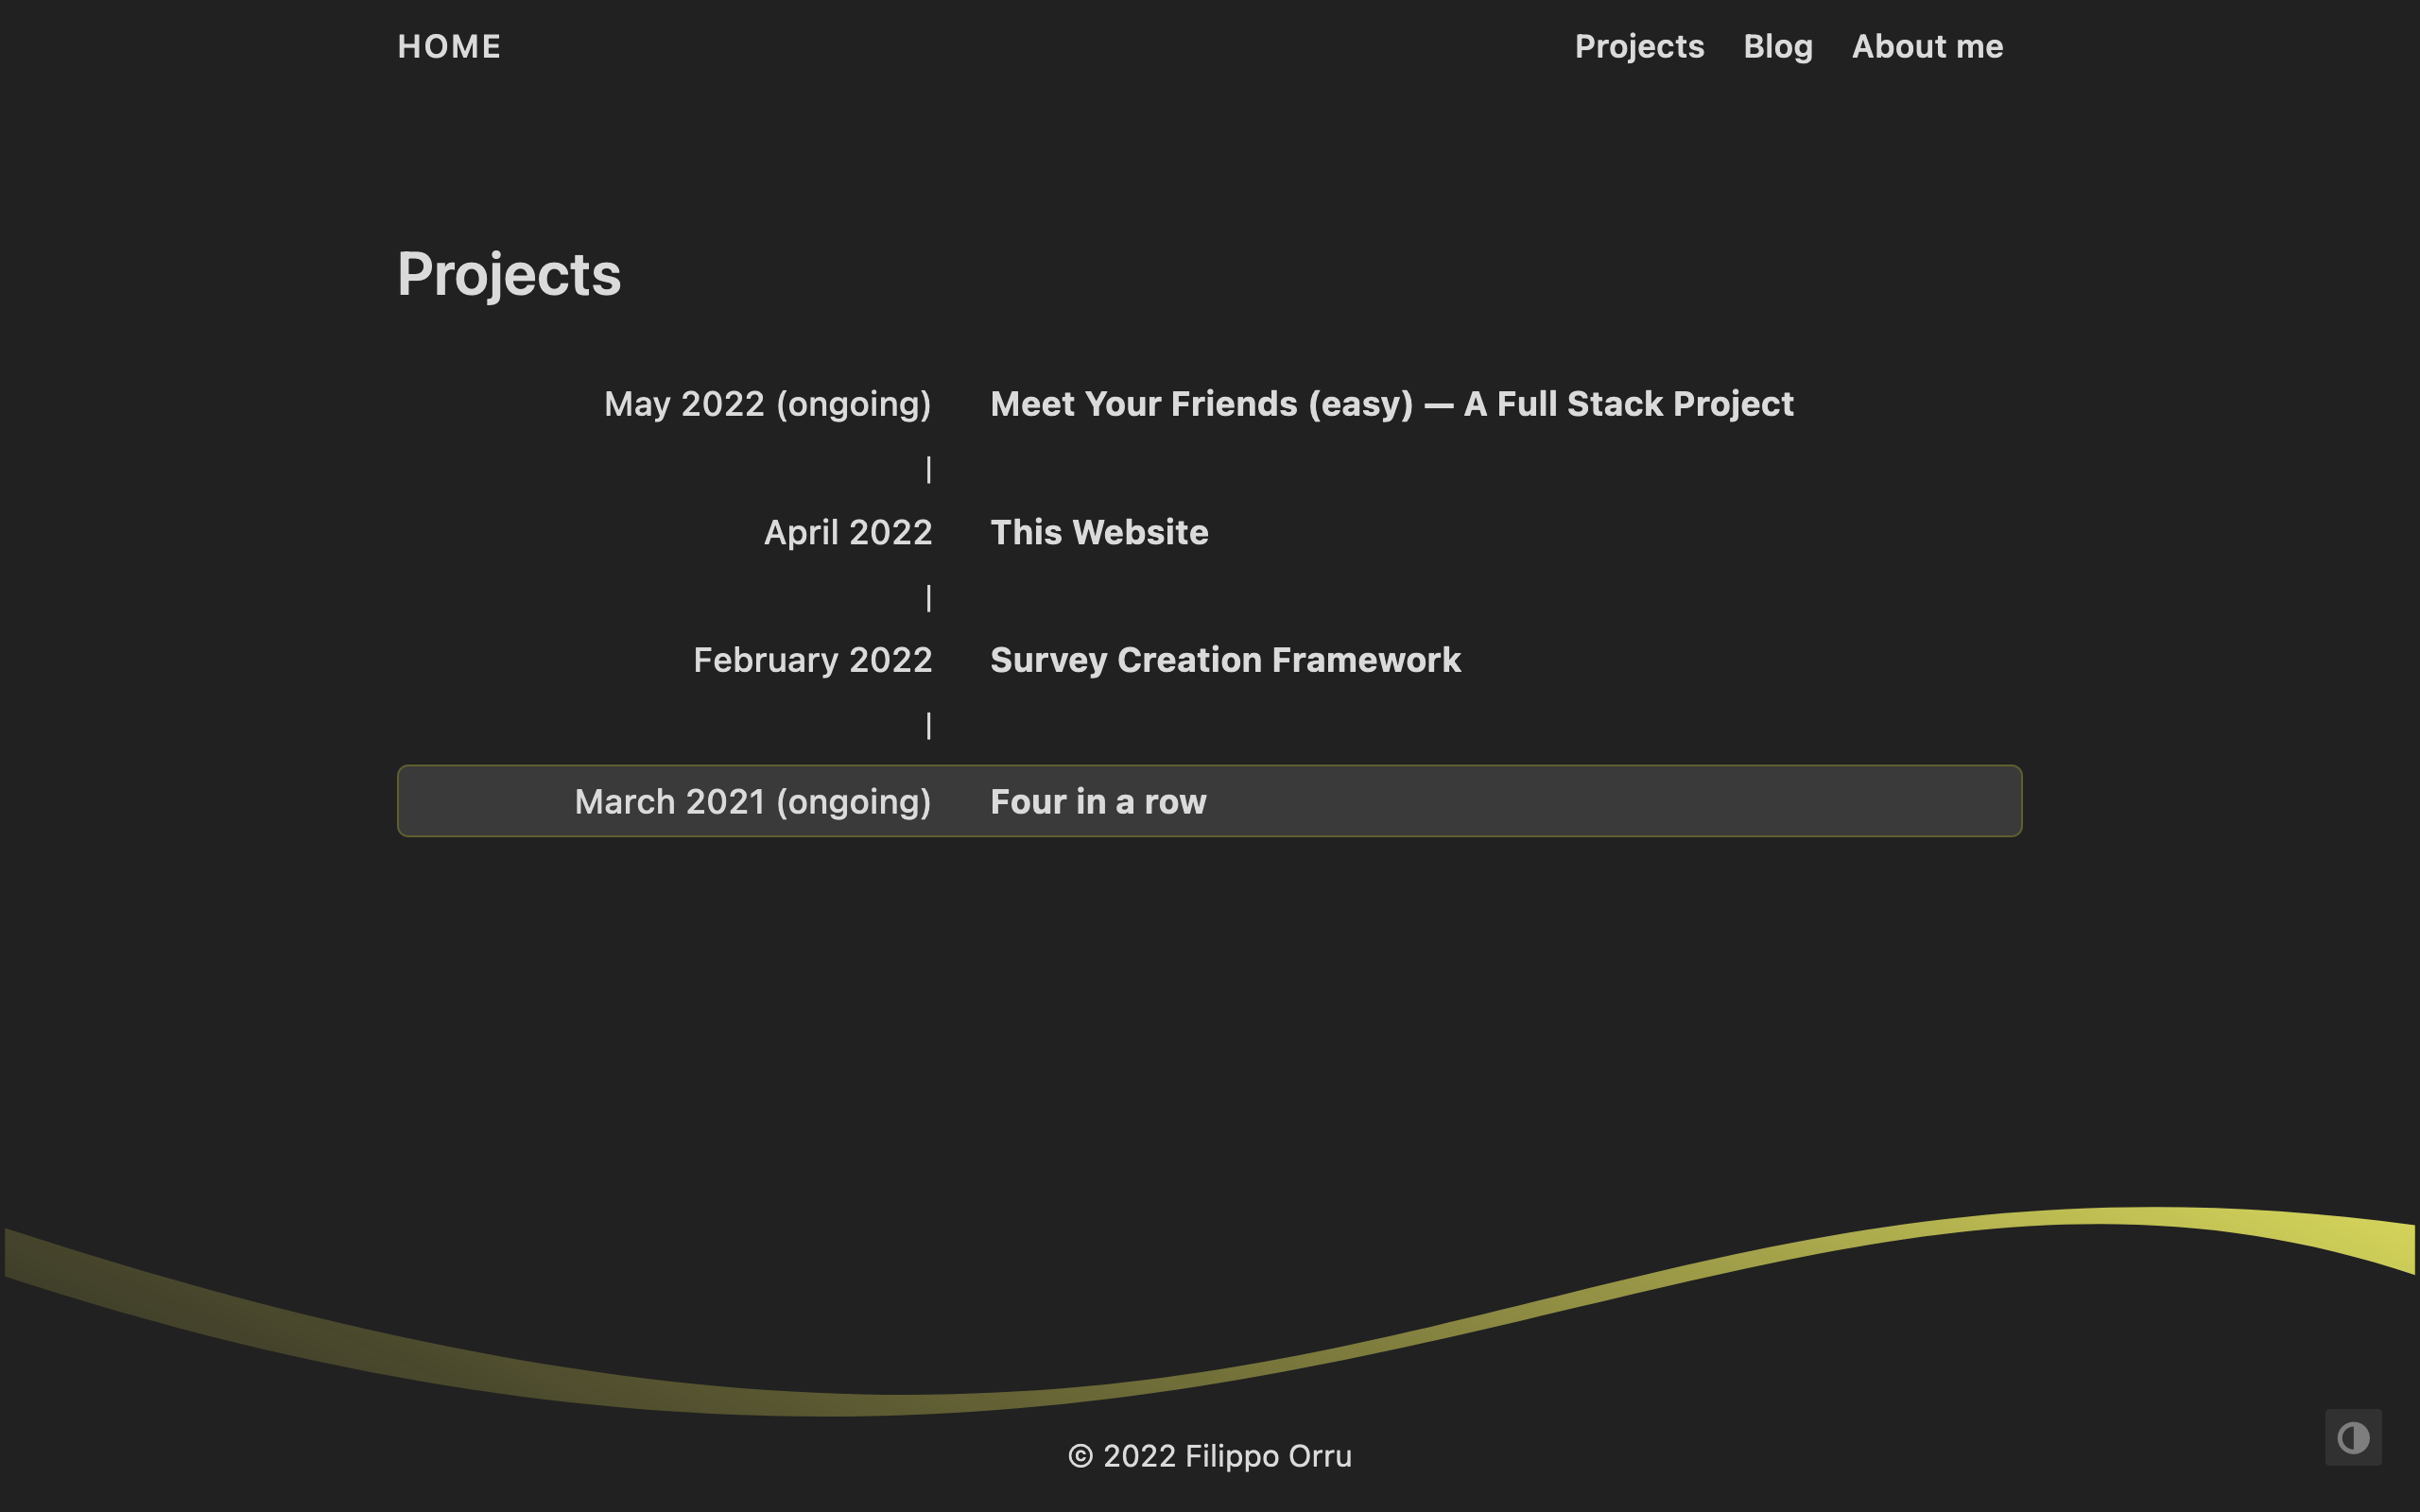 HOME Projects Blog About me
Projects
May 2022 (ongoing) Meet Your Friends (easy) — A Full Stack Project
|
April 2022 This Website
|
February 2022 Survey Creation Framework
|
March 2021 (ongoing) Four in a row
© 2022 Filippo Orru